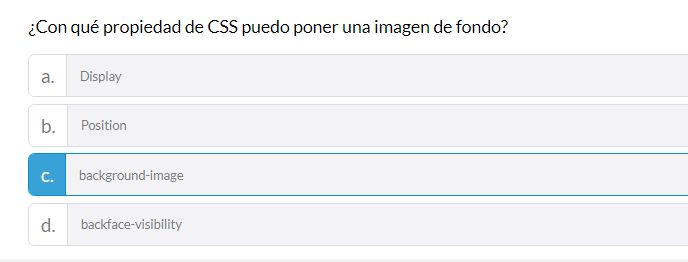 ¿Con qué propiedad de CSS puedo poner una imagen de fondo?
a. Display
b. Position
c. background-image
d. backface-visibility